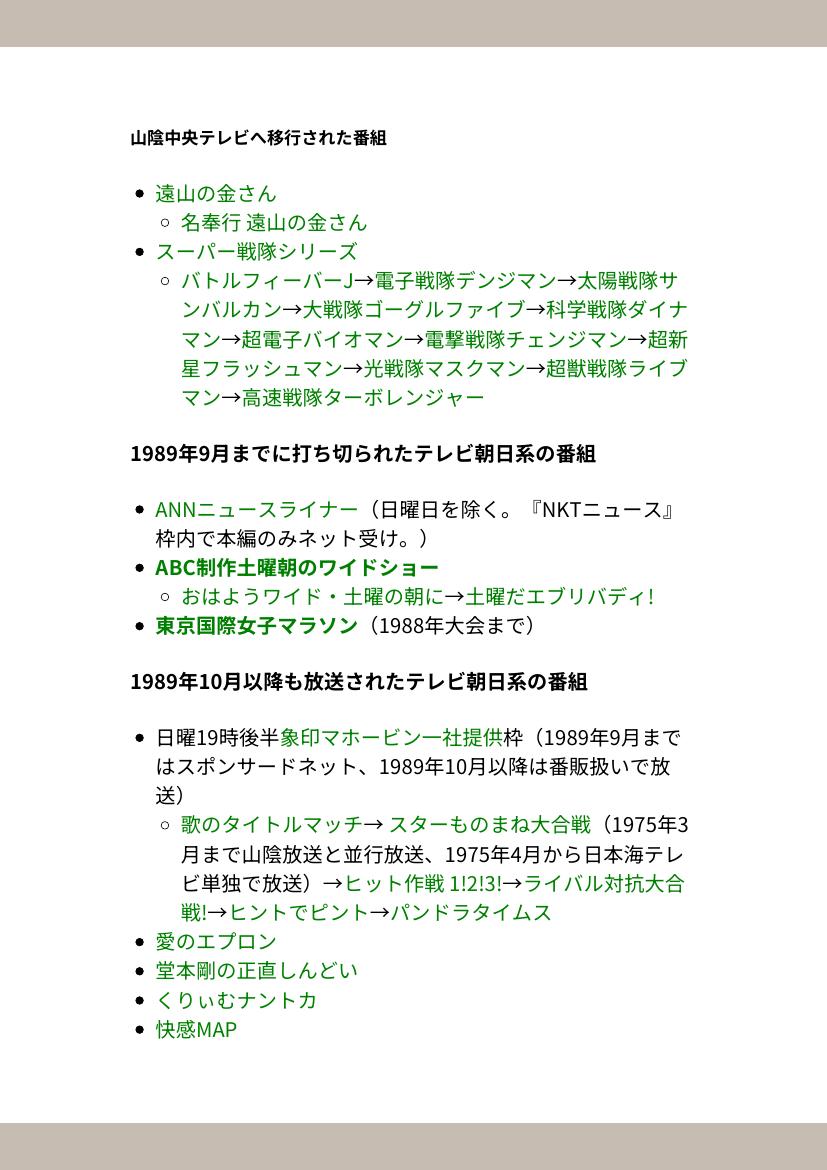 山陰中央テレビへ移行された番組
遠山の金さん
名奉行 遠山の金さん
スーパー戦隊シリーズ
バトルフィーバーJ→電子戦隊デンジマン→太陽戦隊サ
ンバルカン→大戦隊ゴーグルファイブ→科学戦隊ダイナ
マン→超電子バイオマン→電撃戦隊チェンジマン→超新
星フラッシュマン→光戦隊マスクマン→超獣戦隊ライブ
マン→高速戦隊ターボレンジャー
1989年9月までに打ち切られたテレビ朝日系の番組
ANNニュースライナー（日曜日を除く。『NKTニュース』
枠内で本編のみネット受け。）
ABC制作土曜朝のワイドショー
おはようワイド・土曜の朝に→土曜だエブリバディ!
東京国際女子マラソン（1988年大会まで）
1989年10月以降も放送されたテレビ朝日系の番組
日曜19時後半象印マホービン一社提供枠（1989年9月まで
はスポンサードネット、1989年10月以降は番販扱いで放
送）
歌のタイトルマッチ→ スターものまね大合戦（1975年3
月まで山陰放送と並行放送、1975年4月から日本海テレ
ビ単独で放送）→ヒット作戦 1!2!3!→ライバル対抗大合
戦!→ヒントでピント→パンドラタイムス
愛のエプロン
堂本剛の正直しんどい
くりぃむナントカ
快感MAP